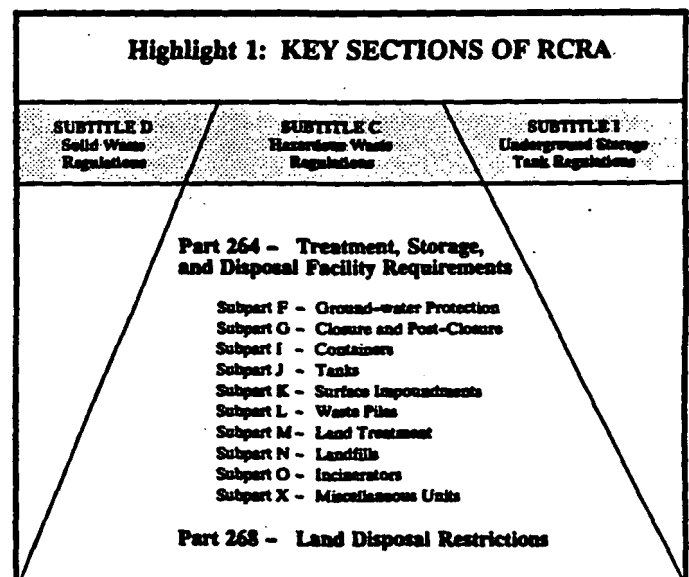 Highlight 1: KEY SECTIONS OF RCRA
SUBTITLE D
Solid Waste
Regulations
SUBTITLE C
Hazardous Waste
Regulations
SUBTITLE I
Underground Storage
Tank Regulations
Part 264 – Treatment, Storage,
and Disposal Facility Requirements
Subpart F – Ground-water Protection
Subpart G – Closure and Post-Closure
Subpart I – Containers
Subpart J – Tanks
Subpart K – Surface Impoundments
Subpart L – Waste Piles
Subpart M – Land Treatment
Subpart N – Landfills
Subpart O – Incinerators
Subpart X – Miscellaneous Units
Part 268 – Land Disposal Restrictions